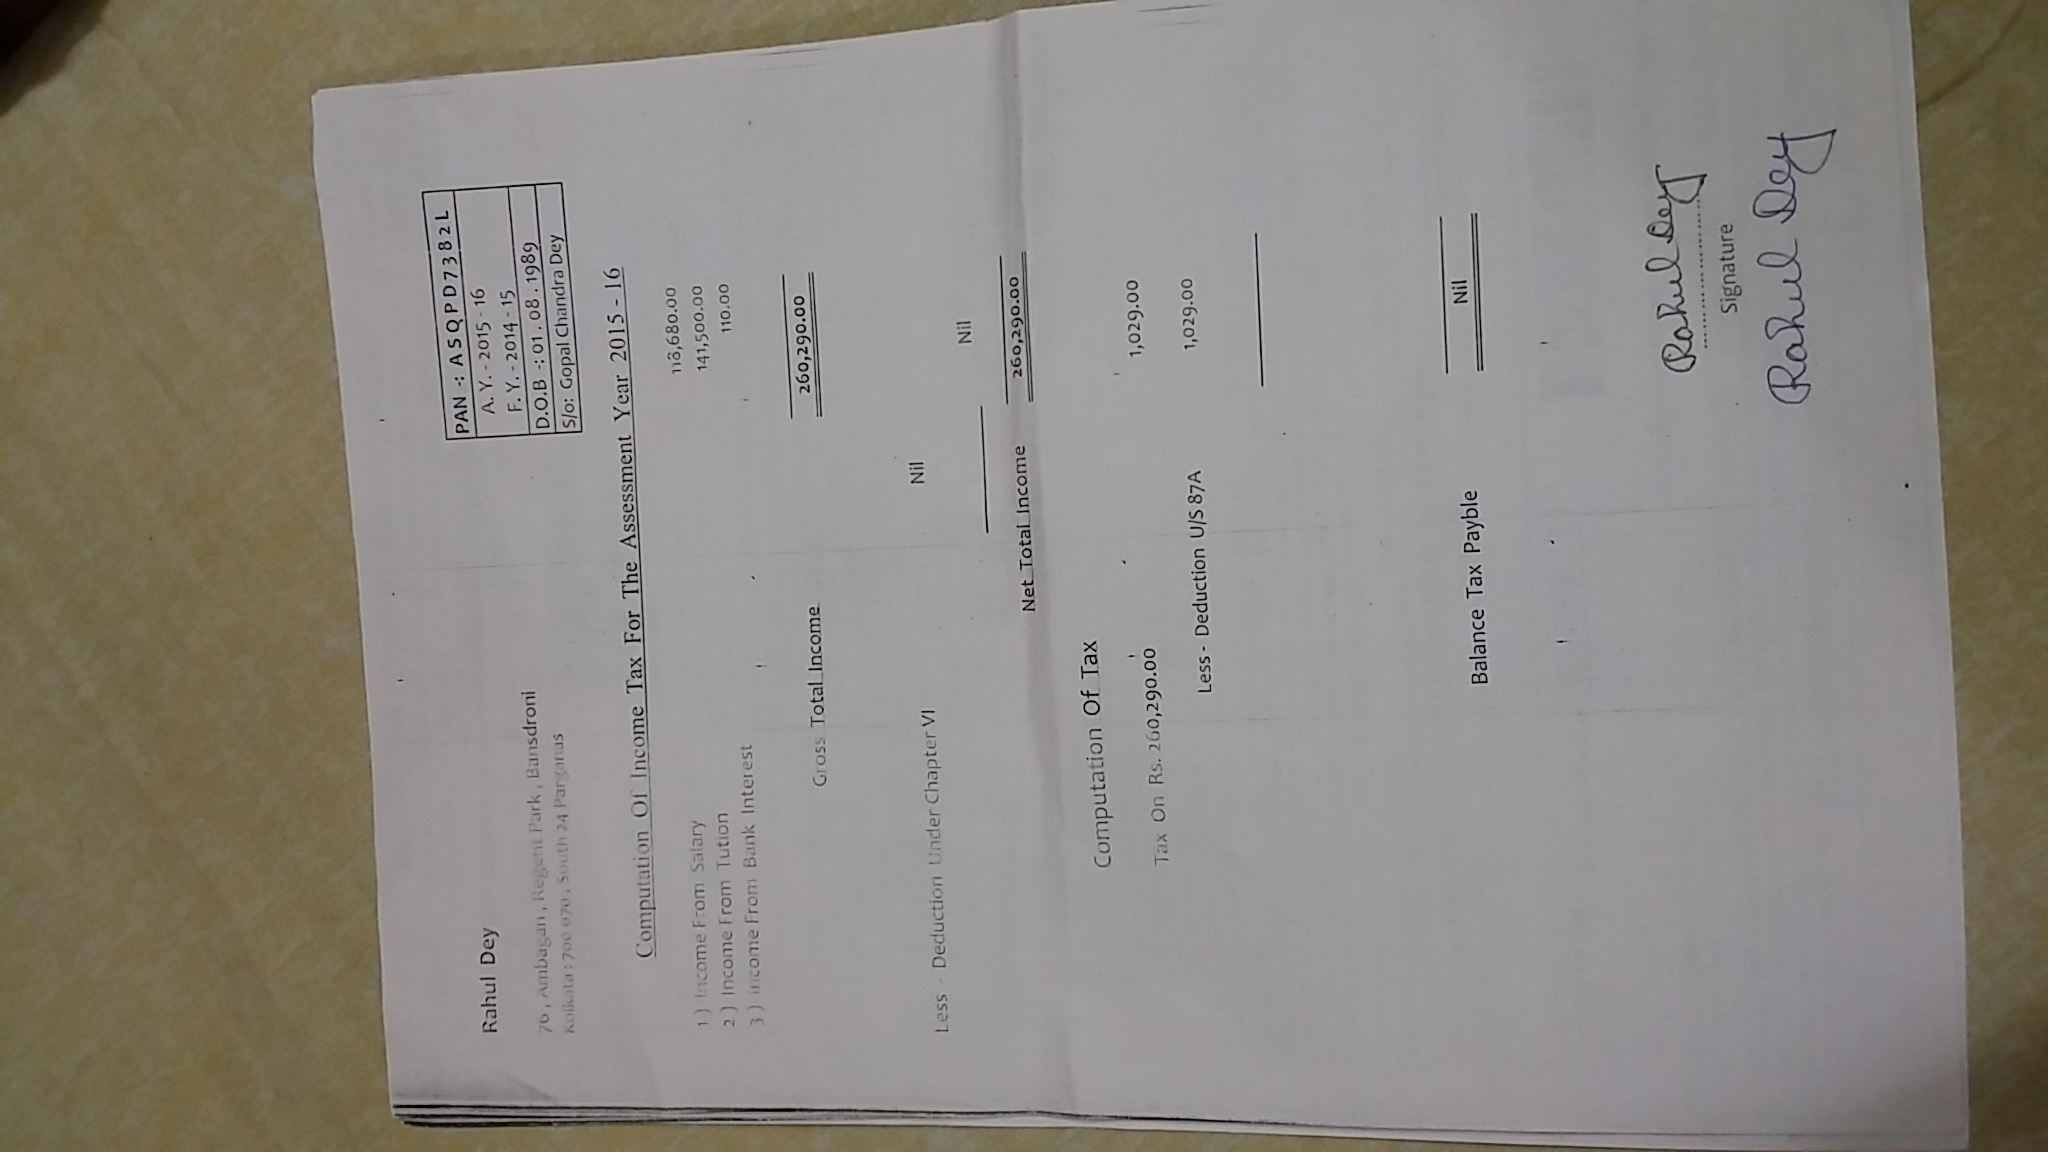 Rahul Dey
76 , Ambagan , Regent Park , Bansdroni
Kolkata : 700 070 , South 24 Parganas
PAN -: A S Q P D 7 3 8 2 L
A. Y. - 2015 - 16
F. Y. - 2014 - 15
D.O.B -: 01 . 08 . 1989
S/o: Gopal Chandra Dey
Computation Of Income Tax For The Assessment Year 2015 - 16
1 ) Income From Salary 118,680.00
2 ) Income From Tution 141,500.00
3 ) Income From Bank Interest 110.00
Gross Total Income 260,290.00
Less - Deduction Under Chapter VI Nil
Nil
Net Total Income 260,290.00
Computation Of Tax
Tax On Rs. 260,290.00 1,029.00
Less - Deduction U/S 87A 1,029.00
Balance Tax Payble Nil
Rahul Dey
Signature
Rahul Dey